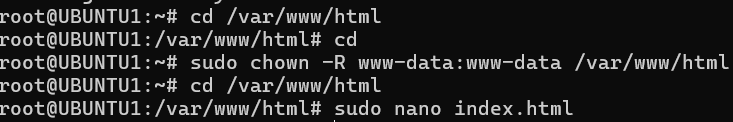 root@UBUNTU1:~# cd /var/www/html
root@UBUNTU1:/var/www/html# cd
root@UBUNTU1:~# sudo chown -R www-data:www-data /var/www/html
root@UBUNTU1:~# cd /var/www/html
root@UBUNTU1:/var/www/html# sudo nano index.html